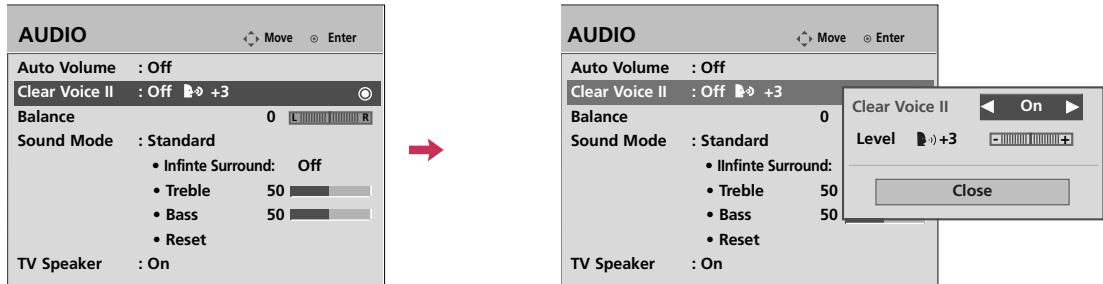 AUDIO Move Enter
Auto Volume : Off
Clear Voice II : Off +3
Balance 0 L R
Sound Mode : Standard
• Infinte Surround: Off
• Treble 50
• Bass 50
• Reset
TV Speaker : On
AUDIO Move Enter
Auto Volume : Off
Clear Voice II : Off +3
Balance 0
Sound Mode : Standard
• IInfinte Surround:
• Treble 50
• Bass 50
• Reset
TV Speaker : On
Clear Voice II ◀ On ▶
Level +3 - +
Close